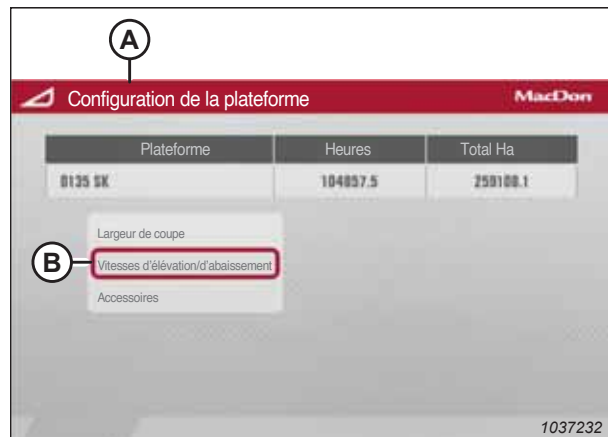 A
Configuration de la plateforme MacDon
Plateforme Heures Total Ha
D135 SK 104857.5 259108.1
Largeur de coupe
B Vitesses d'élévation/d'abaissement
Accessoires
1037232